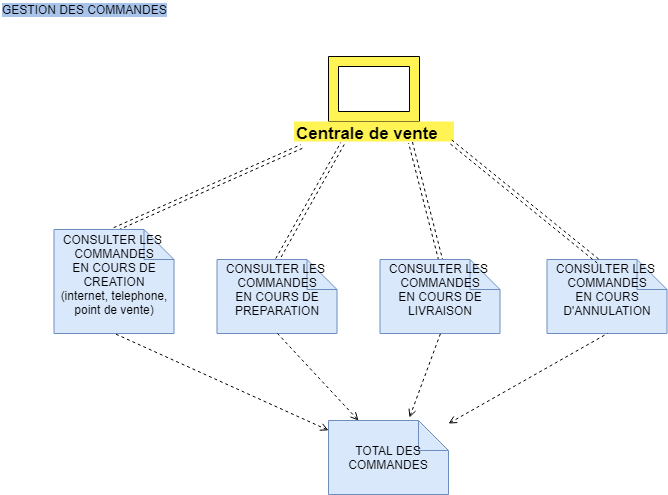 GESTION DES COMMANDES
Centrale de vente
CONSULTER LES
COMMANDES
EN COURS DE
CREATION
(internet, telephone,
point de vente)
CONSULTER LES
COMMANDES
EN COURS DE
PREPARATION
CONSULTER LES
COMMANDES
EN COURS DE
LIVRAISON
CONSULTER LES
COMMANDES
EN COURS
D'ANNULATION
TOTAL DES
COMMANDES